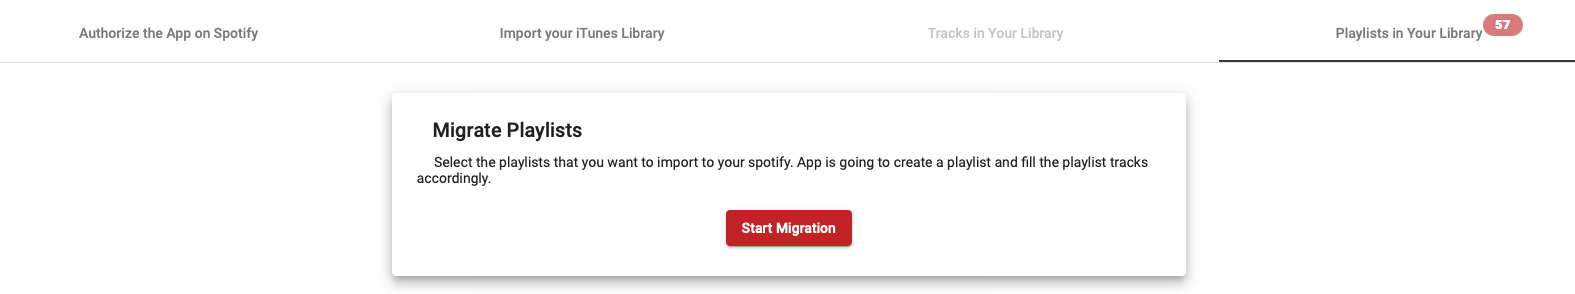 Authorize the App on Spotify
Import your iTunes Library
Tracks in Your Library
Playlists in Your Library
57
Migrate Playlists
Select the playlists that you want to import to your spotify. App is going to create a playlist and fill the playlist tracks
accordingly.
Start Migration